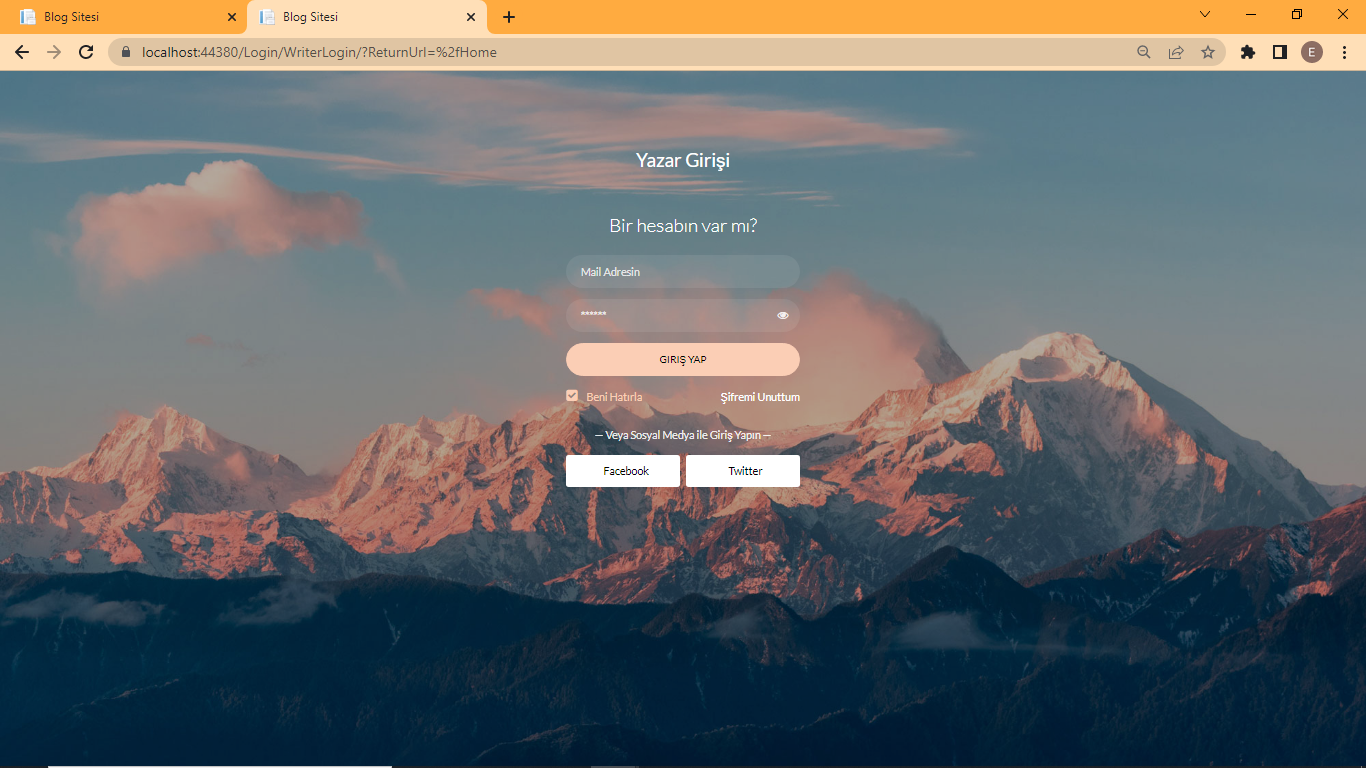 Blog Sitesi
Blog Sitesi
localhost:44380/Login/WriterLogin/?ReturnUrl=%2fHome
E
Yazar Girişi
Bir hesabın var mı?
Mail Adresin
******
GIRIŞ YAP
Beni Hatırla Şifremi Unuttum
— Veya Sosyal Medya ile Giriş Yapın —
Facebook Twitter